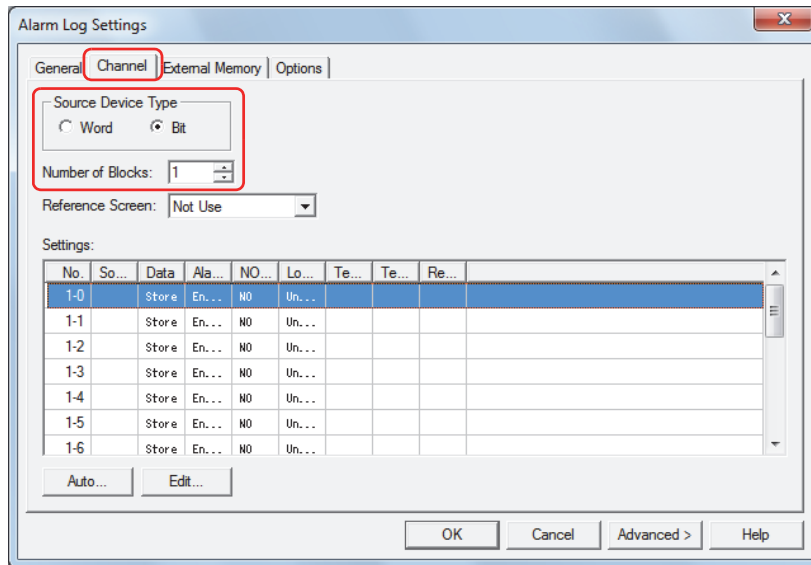 Alarm Log Settings
General Channel External Memory Options
Source Device Type
Word Bit
Number of Blocks: 1
Reference Screen: Not Use
Settings:
No. So... Data Ala... NO... Lo... Te... Te... Re...
1-0 Store En... NO Un...
1-1 Store En... NO Un...
1-2 Store En... NO Un...
1-3 Store En... NO Un...
1-4 Store En... NO Un...
1-5 Store En... NO Un...
1-6 Store En... NO Un...
Auto... Edit...
OK Cancel Advanced > Help